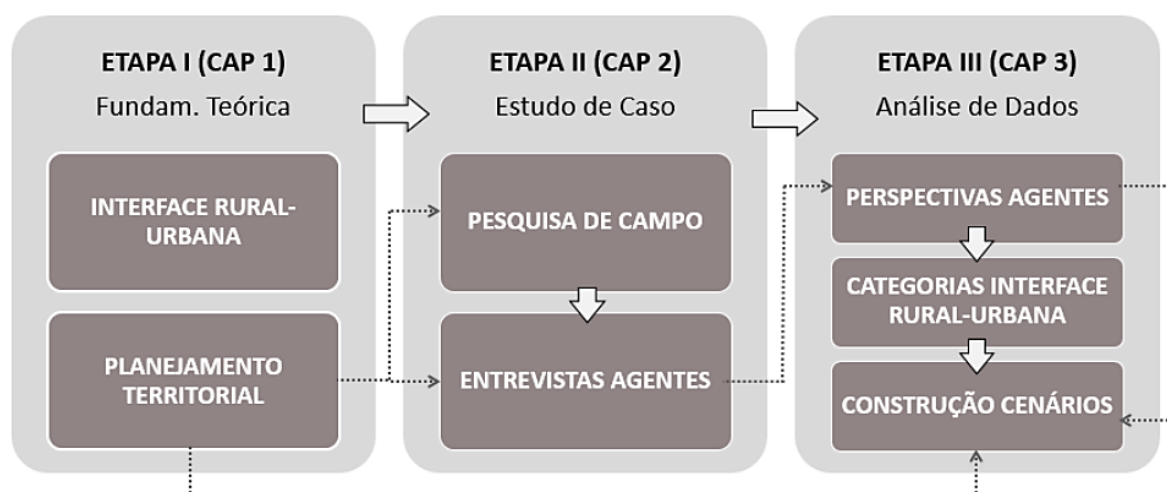 ETAPA I (CAP 1)
Fundam. Teórica
INTERFACE RURAL-
URBANA
PLANEJAMENTO
TERRITORIAL
ETAPA II (CAP 2)
Estudo de Caso
PESQUISA DE CAMPO
ENTREVISTAS AGENTES
ETAPA III (CAP 3)
Análise de Dados
PERSPECTIVAS AGENTES
CATEGORIAS INTERFACE
RURAL-URBANA
CONSTRUÇÃO CENÁRIOS